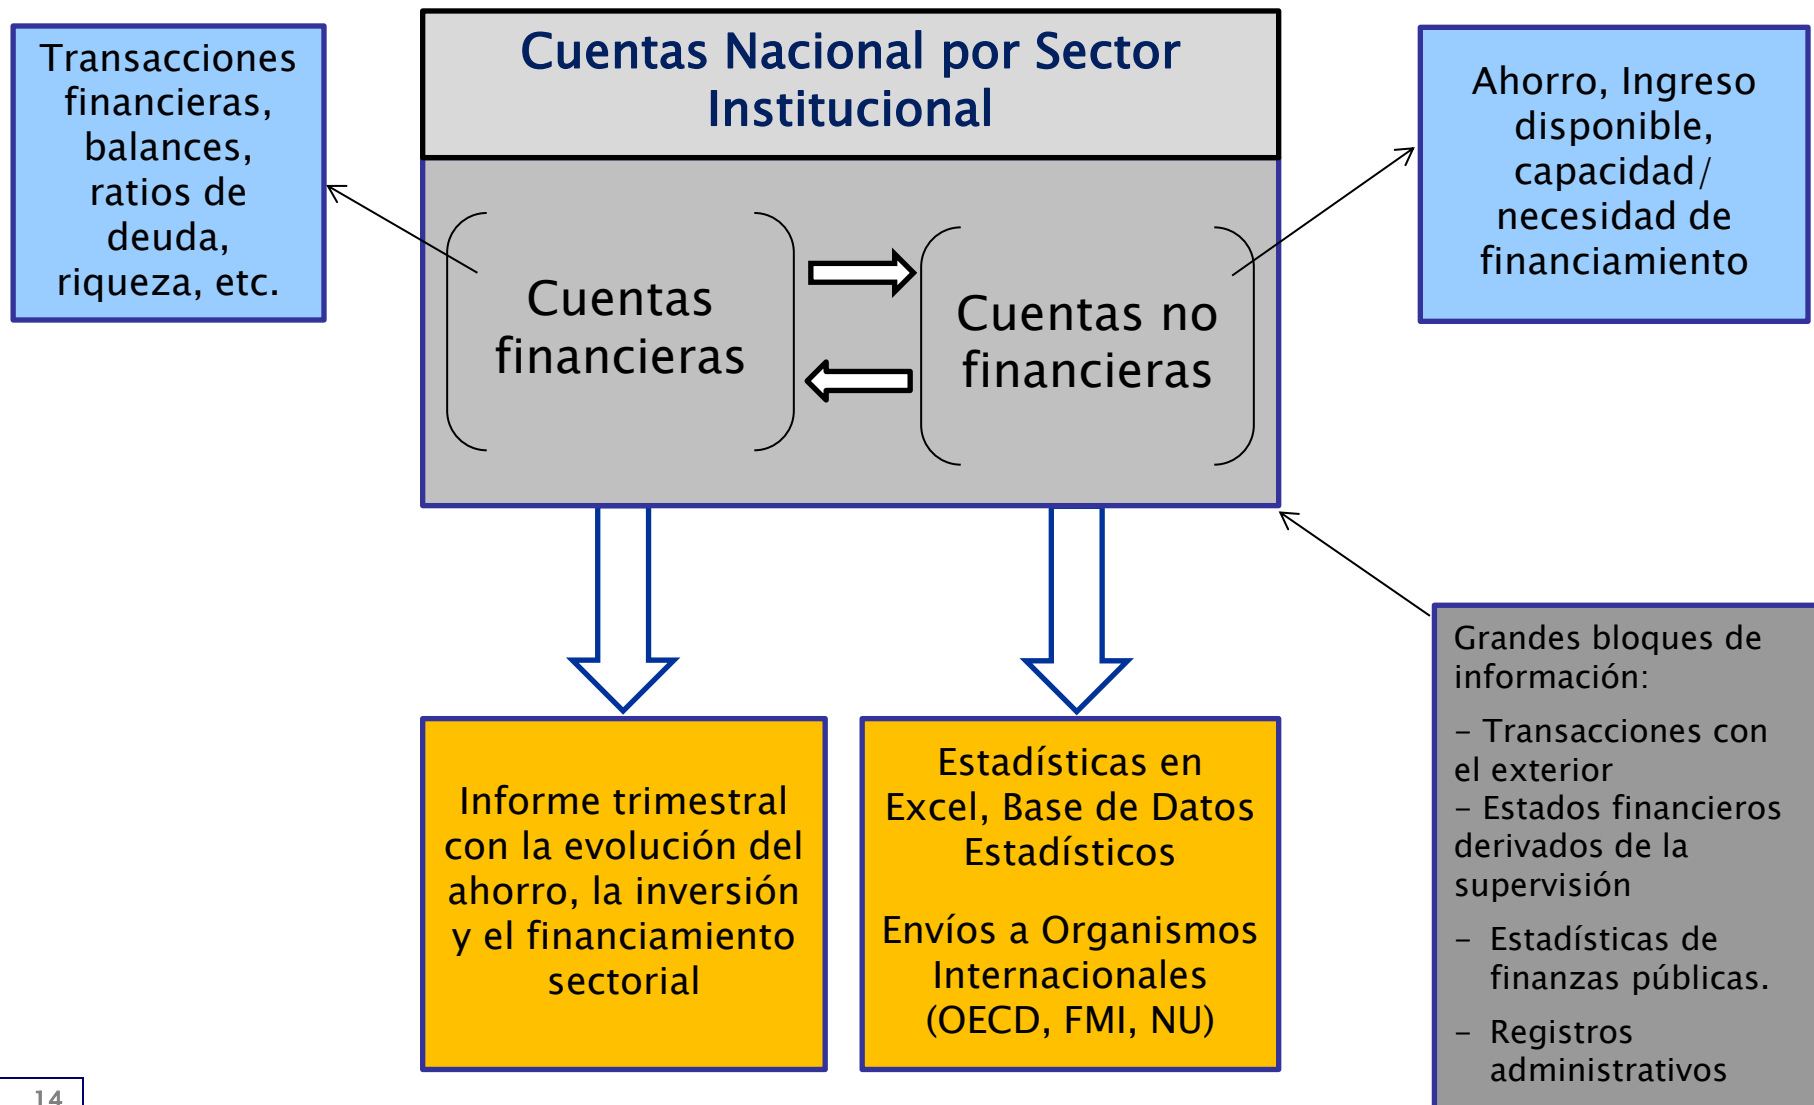 Transacciones
financieras,
balances,
ratios de
deuda,
riqueza, etc.
Cuentas Nacional por Sector
Institucional
Ahorro, Ingreso
disponible,
capacidad/
necesidad de
financiamiento
Cuentas
financieras
Cuentas no
financieras
Informe trimestral
con la evolución del
ahorro, la inversión
y el financiamiento
sectorial
Estadísticas en
Excel, Base de Datos
Estadísticos
Envíos a Organismos
Internacionales
(OECD, FMI, NU)
Grandes bloques de
información:
- Transacciones con
el exterior
- Estados financieros
derivados de la
supervisión
- Estadísticas de
finanzas públicas.
- Registros
administrativos
14